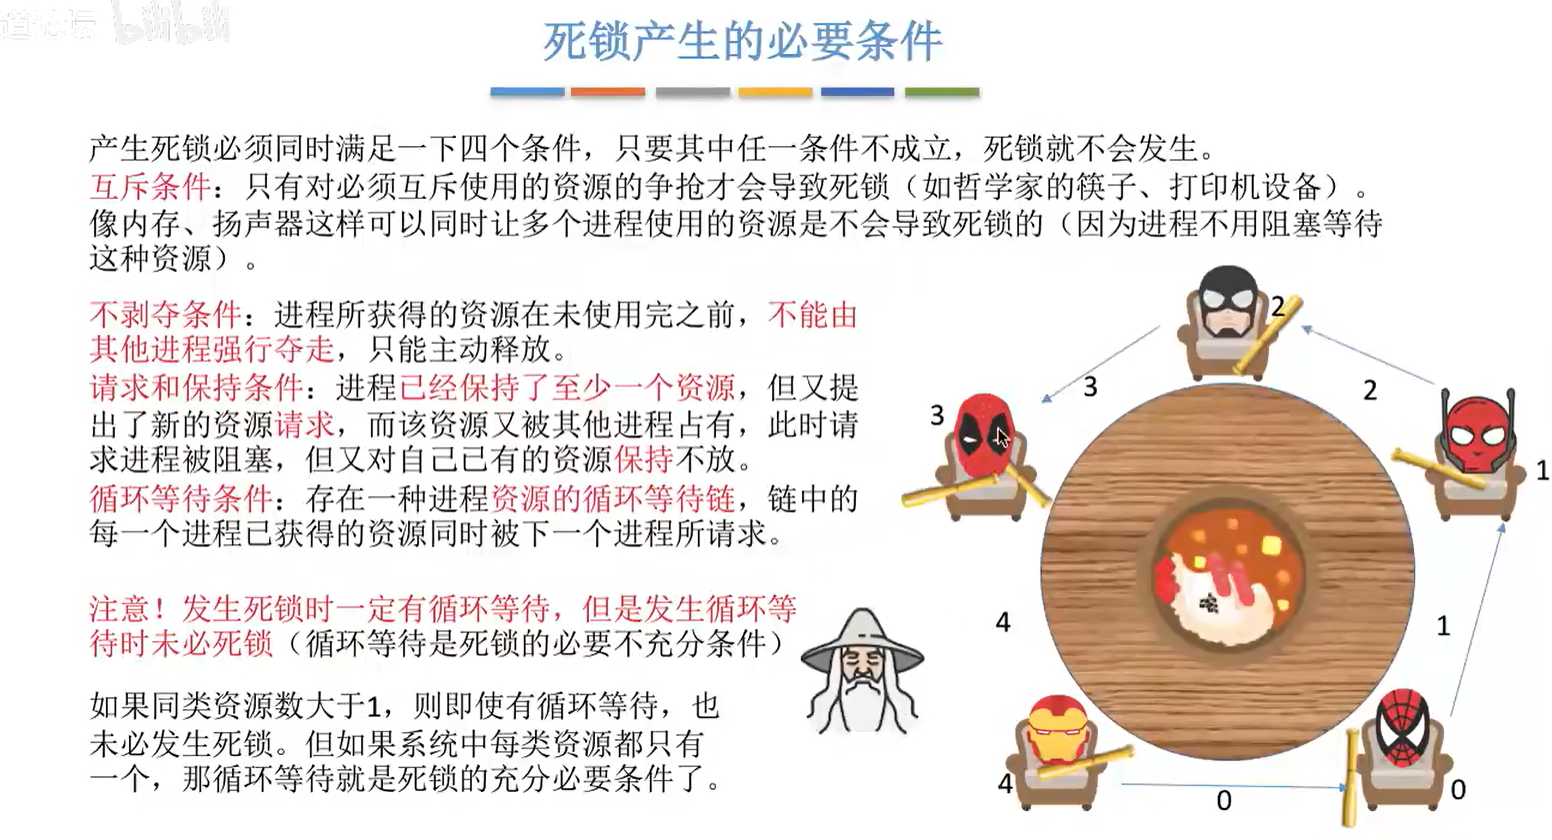 道论坛 bilibili
死锁产生的必要条件
产生死锁必须同时满足一下四个条件，只要其中任一条件不成立，死锁就不会发生。
互斥条件：只有对必须互斥使用的资源的争抢才会导致死锁（如哲学家的筷子、打印机设备）。
像内存、扬声器这样可以同时让多个进程使用的资源是不会导致死锁的（因为进程不用阻塞等待
这种资源）。
不剥夺条件：进程所获得的资源在未使用完之前，不能由
其他进程强行夺走，只能主动释放。
请求和保持条件：进程已经保持了至少一个资源，但又提
出了新的资源请求，而该资源又被其他进程占有，此时请
求进程被阻塞，但又对自己已有的资源保持不放。
循环等待条件：存在一种进程资源的循环等待链，链中的
每一个进程已获得的资源同时被下一个进程所请求。
注意！发生死锁时一定有循环等待，但是发生循环等
待时未必死锁（循环等待是死锁的必要不充分条件）
如果同类资源数大于1，则即使有循环等待，也
未必发生死锁。但如果系统中每类资源都只有
一个，那循环等待就是死锁的充分必要条件了。
2
3
2
3
1
4
1
4
0
0